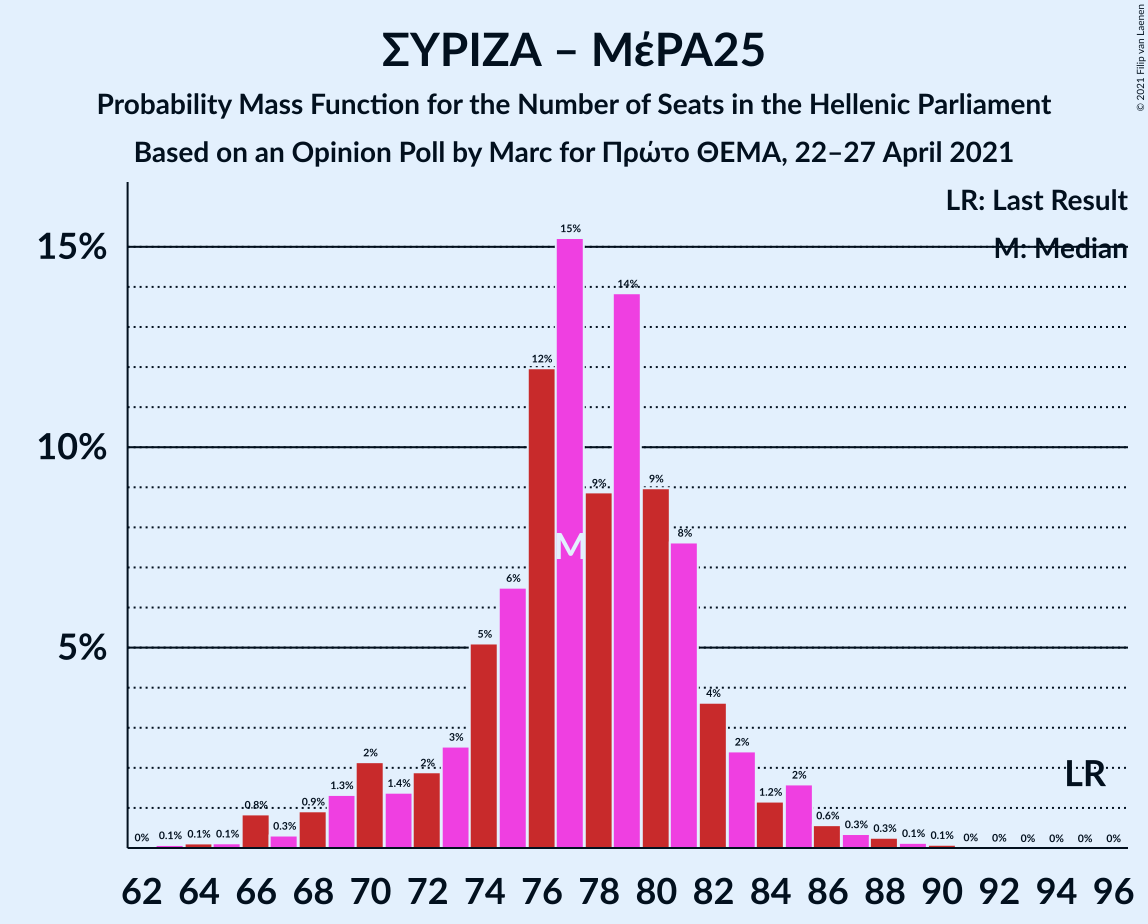 ΣΥΡΙΖΑ – ΜέΡΑ25
Probability Mass Function for the Number of Seats in the Hellenic Parliament
Based on an Opinion Poll by Marc for Πρώτο ΘΕΜΑ, 22–27 April 2021
© 2021 Filip van Laenen
LR: Last Result
M: Median
15%
10%
5%
0% 0.1% 0.1% 0.1% 0.8% 0.3% 0.9% 1.3% 2% 1.4% 2% 3% 5% 6% 12% 15% 9% 14% 9% 8% 4% 2% 1.2% 2% 0.6% 0.3% 0.3% 0.1% 0.1% 0% 0% 0% 0% 0% 0%
M
LR
62 64 66 68 70 72 74 76 78 80 82 84 86 88 90 92 94 96